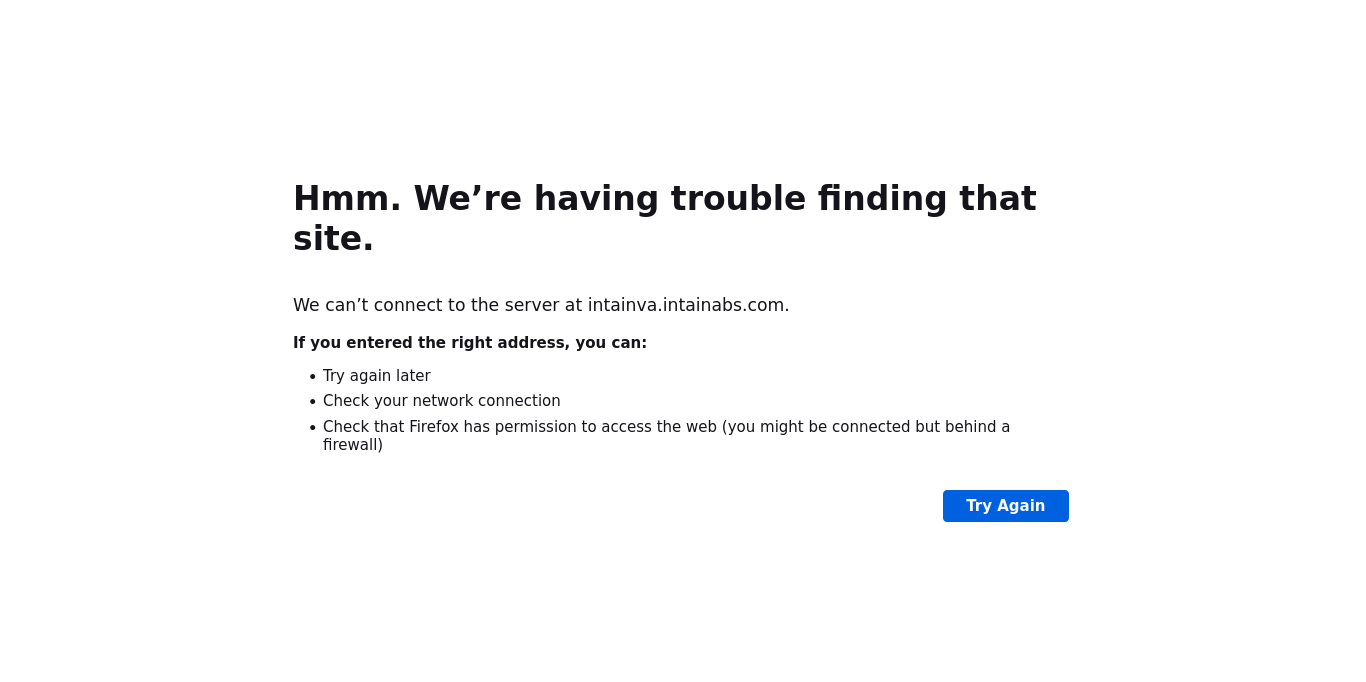 Hmm. We’re having trouble finding that
site.
We can’t connect to the server at intainva.intainabs.com.
If you entered the right address, you can:
• Try again later
• Check your network connection
• Check that Firefox has permission to access the web (you might be connected but behind a
firewall)
Try Again